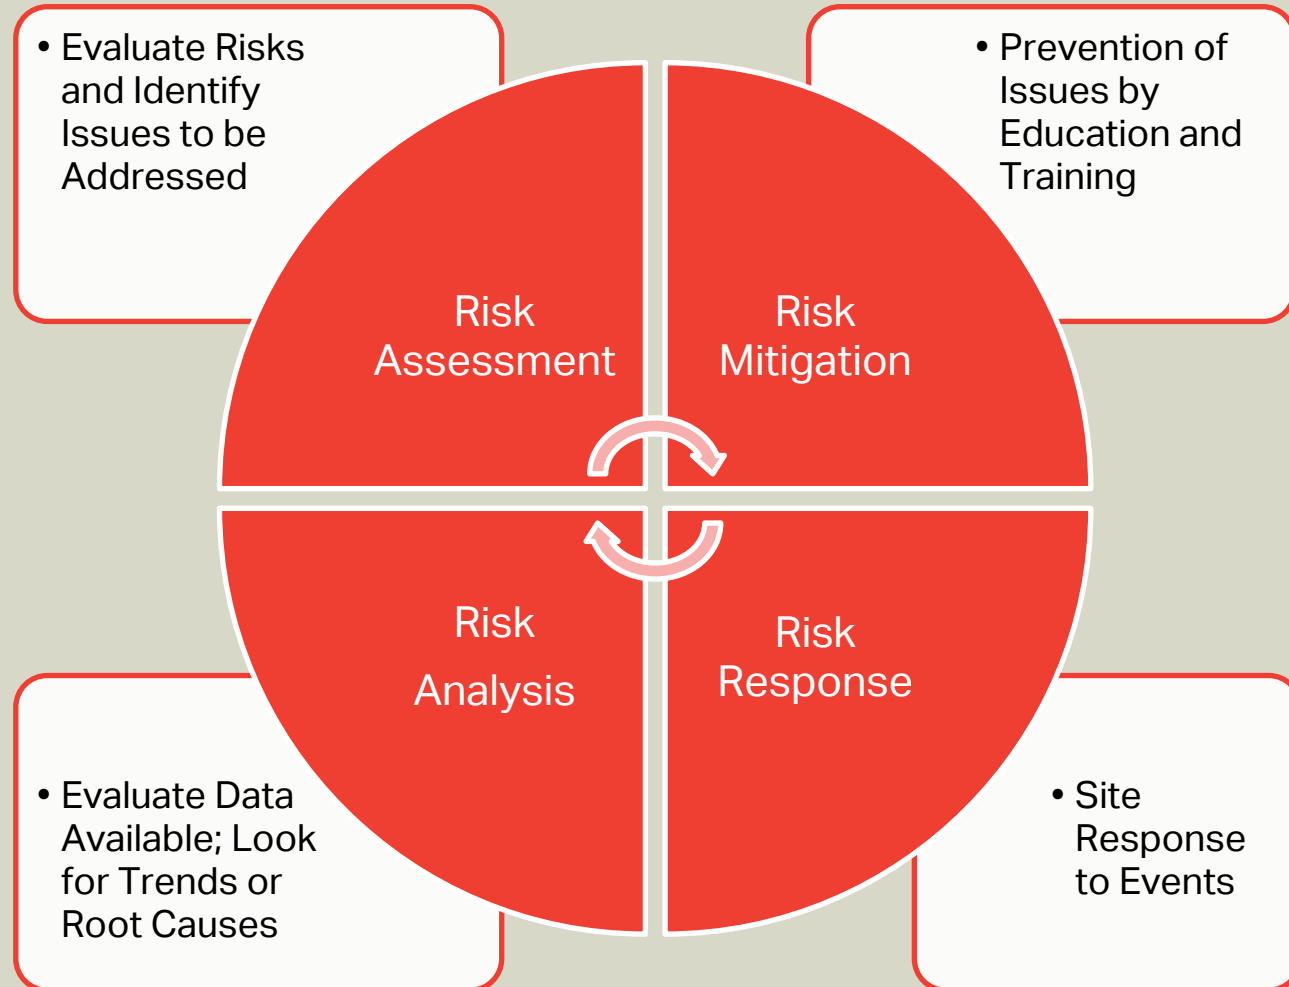 • Evaluate Risks
and Identify
Issues to be
Addressed
• Prevention of
Issues by
Education and
Training
Risk
Assessment
Risk
Mitigation
Risk
Analysis
Risk
Response
• Evaluate Data
Available; Look
for Trends or
Root Causes
• Site
Response
to Events